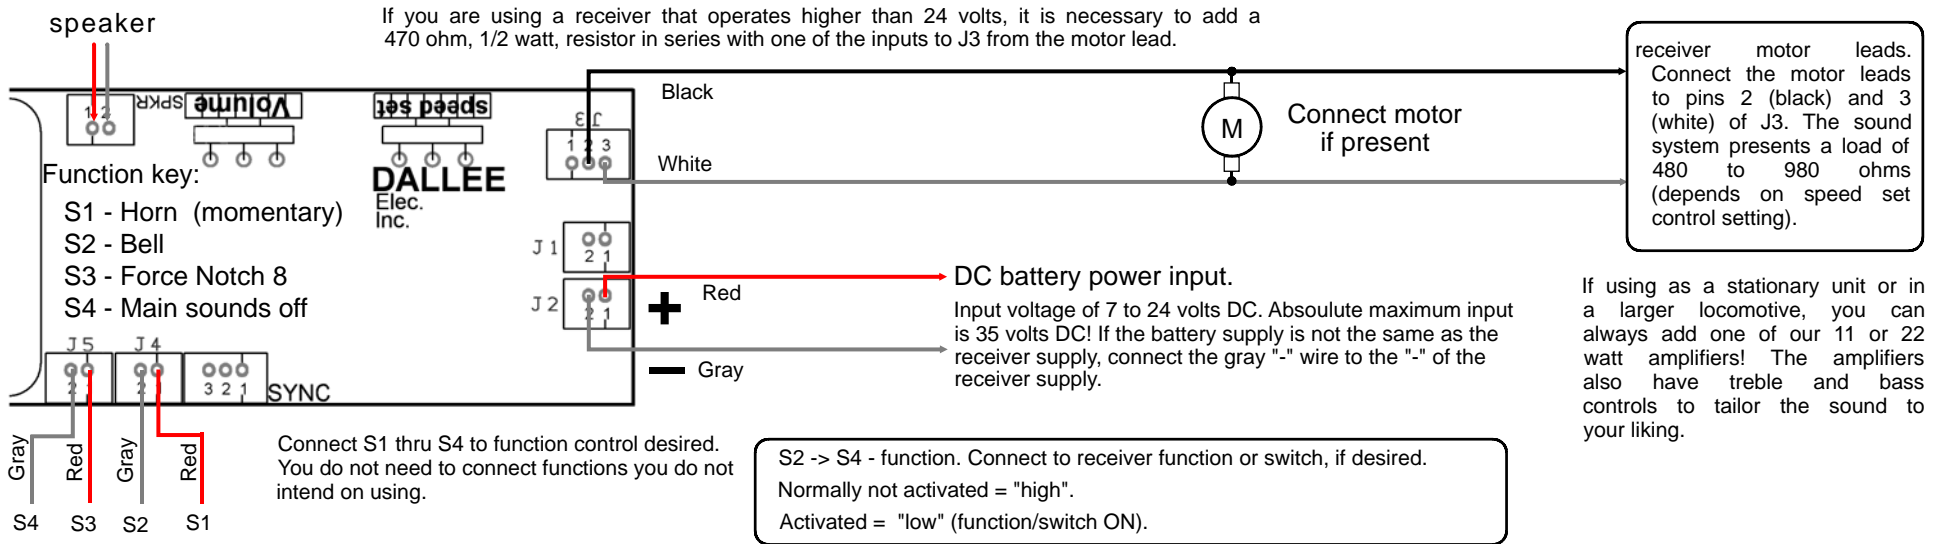 speaker
If you are using a receiver that operates higher than 24 volts, it is necessary to add a
470 ohm, 1/2 watt, resistor in series with one of the inputs to J3 from the motor lead.
1 2
SPKR
Volume
speed set
J3
1 2 3
Black
White
M
Connect motor
if present
receiver motor leads.
Connect the motor leads
to pins 2 (black) and 3
(white) of J3. The sound
system presents a load of
480 to 980 ohms
(depends on speed set
control setting).
Function key:
S1 - Horn (momentary)
S2 - Bell
S3 - Force Notch 8
S4 - Main sounds off
DALLEE
Elec.
Inc.
J 1
2 1
J 2
2 1
+
Red
− Gray
DC battery power input.
Input voltage of 7 to 24 volts DC. Absoulute maximum input
is 35 volts DC! If the battery supply is not the same as the
receiver supply, connect the gray "-" wire to the "-" of the
receiver supply.
If using as a stationary unit or in
a larger locomotive, you can
always add one of our 11 or 22
watt amplifiers! The amplifiers
also have treble and bass
controls to tailor the sound to
your liking.
J 5
2 1
J 4
2 1
3 2 1
SYNC
Gray
Red
Gray
Red
S4
S3
S2
S1
Connect S1 thru S4 to function control desired.
You do not need to connect functions you do not
intend on using.
S2 -> S4 - function. Connect to receiver function or switch, if desired.
Normally not activated = "high".
Activated = "low" (function/switch ON).